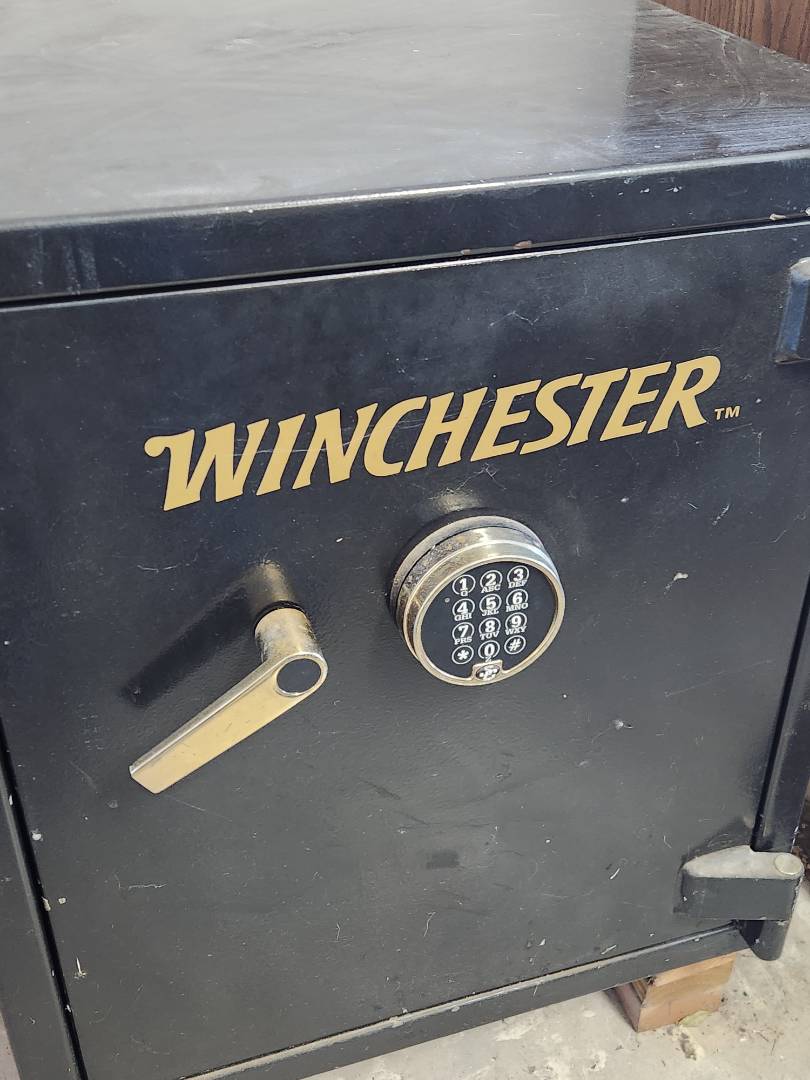 WINCHESTER™
1 2 3
G ABC DEF
4 5 6
GHI JKL MNO
7 8 9
PRS TUV WXY
* 0 #